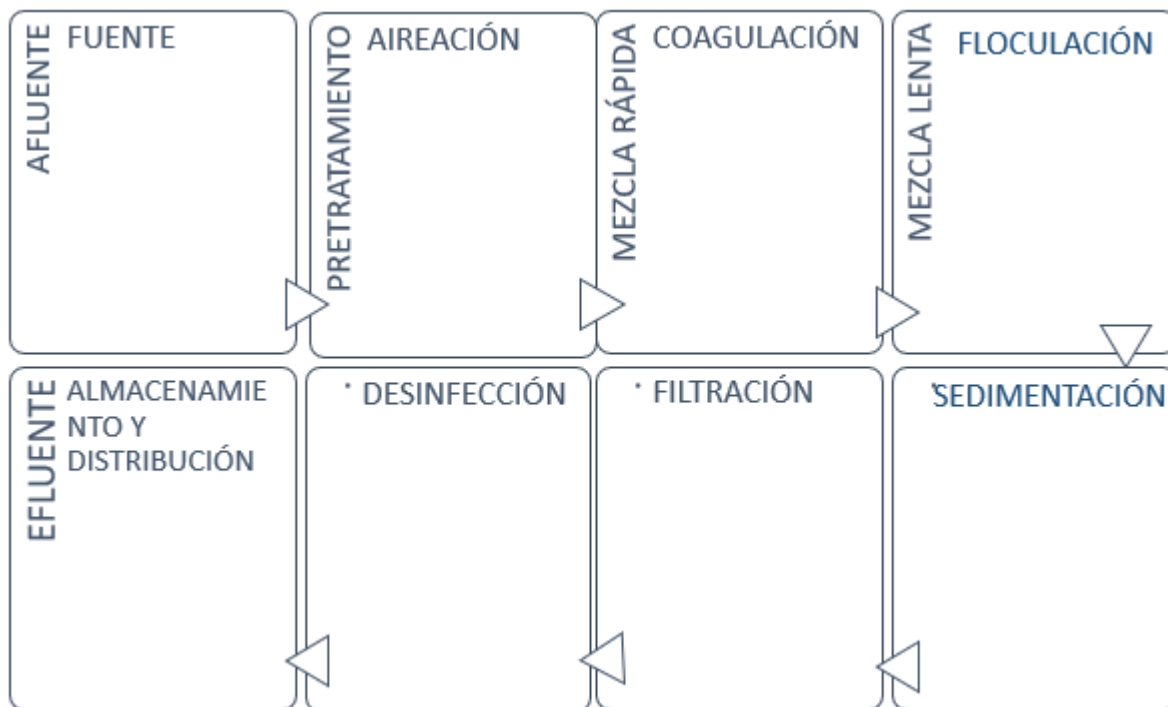 AFLUENTE
FUENTE
PRETRATAMIENTO
AIREACIÓN
MEZCLA RÁPIDA
COAGULACIÓN
MEZCLA LENTA
FLOCULACIÓN
EFLUENTE
ALMACENAMIE
NTO Y
DISTRIBUCIÓN
• DESINFECCIÓN
• FILTRACIÓN
• SEDIMENTACIÓN